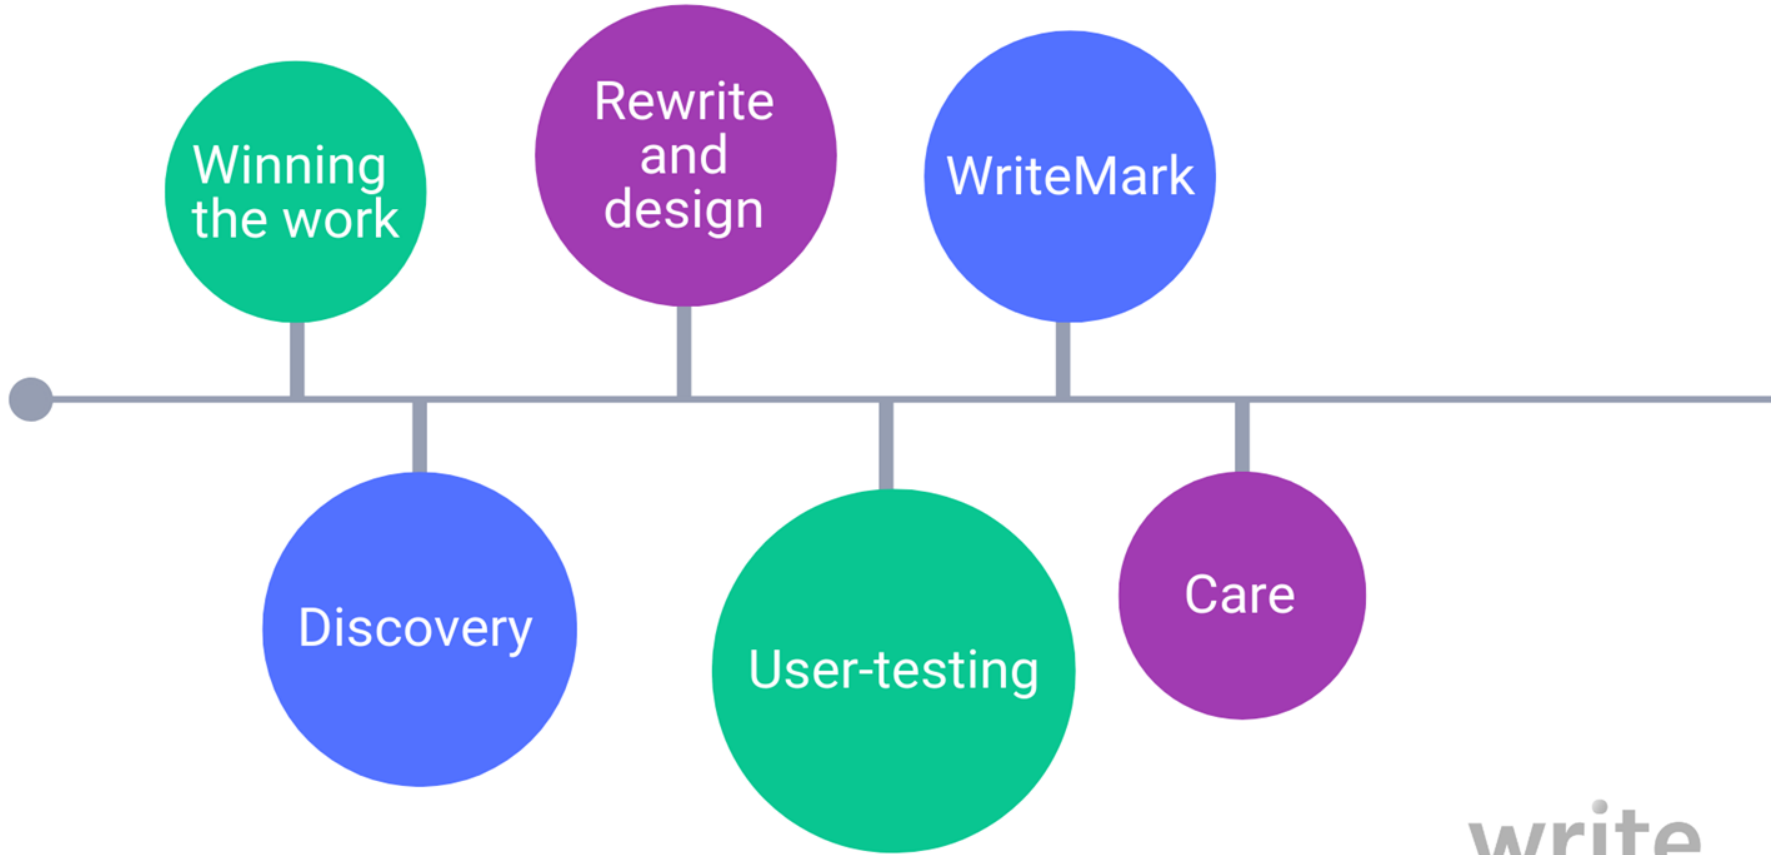 Winning
the work
Discovery
Rewrite
and
design
User-testing
WriteMark
Care
write